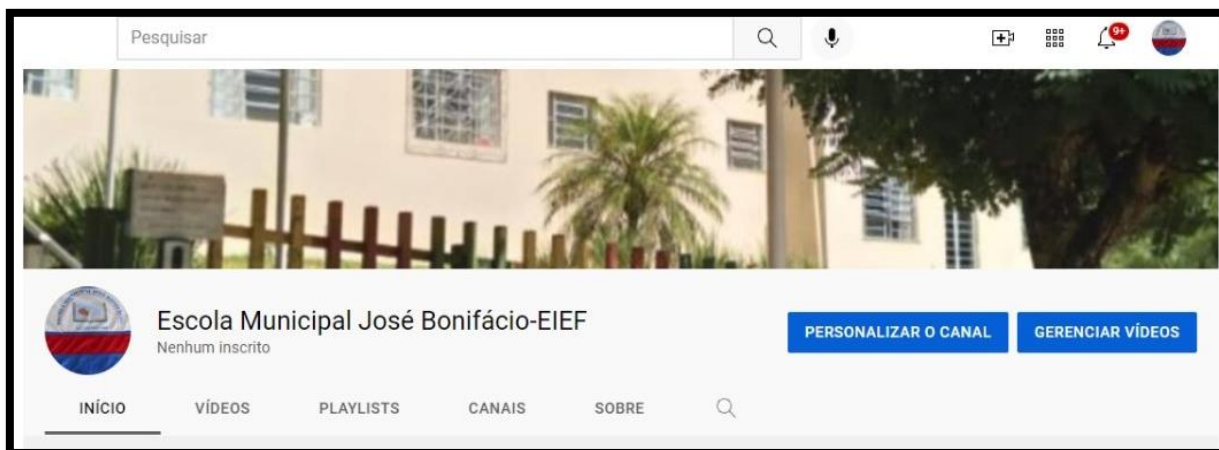 Pesquisar
9+
Escola Municipal José Bonifácio-EIEF
Nenhum inscrito
PERSONALIZAR O CANAL
GERENCIAR VÍDEOS
INÍCIO
VÍDEOS
PLAYLISTS
CANAIS
SOBRE